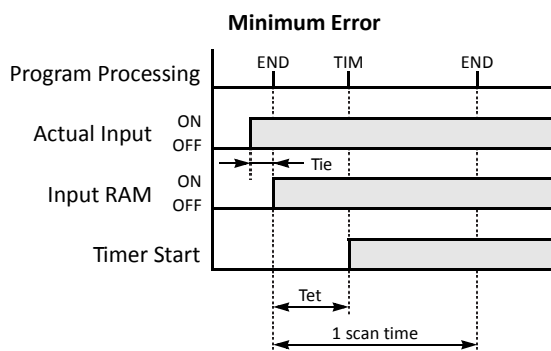 Minimum Error
END TIM END
Program Processing
ON
Actual Input
OFF
Tie
ON
Input RAM
OFF
Timer Start
Tet
1 scan time